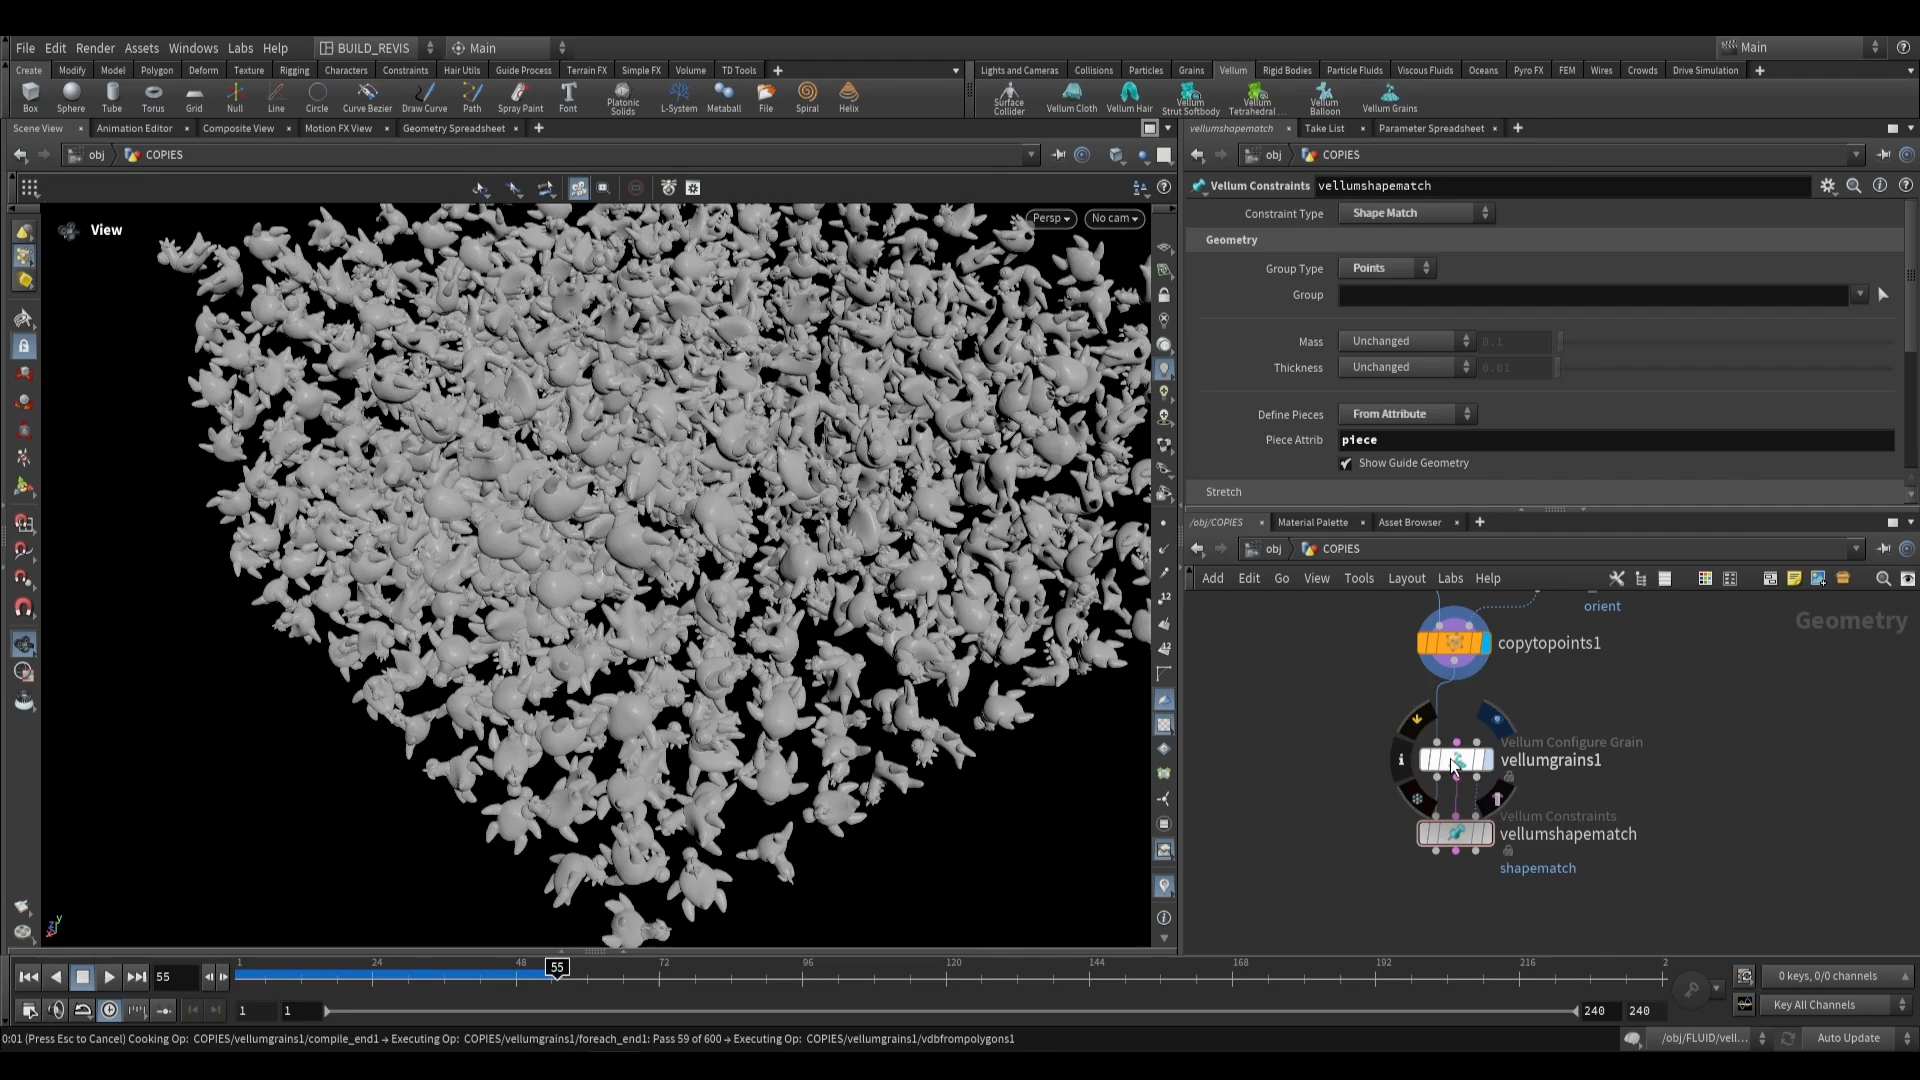 File Edit Render Assets Windows Labs Help BUILD_REVIS Main Main
Create Modify Model Polygon Deform Texture Rigging Characters Constraints Hair Utils Guide Process Terrain FX Simple FX Volume TD Tools
Lights and Cameras Collisions Particles Grains Vellum Rigid Bodies Particle Fluids Viscous Fluids Oceans Pyro FX FEM Wires Crowds Drive Simulation
Box Sphere Tube Torus Grid Null Line Circle Curve Bezier Draw Curve Path Spray Paint Font Platonic Solids L-System Metaball File Spiral Helix
Surface Collider Vellum Cloth Vellum Hair Vellum Strut Softbody Vellum Tetrahedral ... Vellum Balloon Vellum Grains
Scene View Animation Editor Composite View Motion FX View Geometry Spreadsheet
vellumshapematch Take List Parameter Spreadsheet
obj COPIES
obj COPIES
Vellum Constraints vellumshapematch
View Persp No cam
Constraint Type Shape Match
Geometry
Group Type Points
Group
Mass Unchanged 0.1
Thickness Unchanged 0.01
Define Pieces From Attribute
Piece Attrib piece
Show Guide Geometry
Stretch
/obj/COPIES Material Palette Asset Browser
obj COPIES
Add Edit Go View Tools Layout Labs Help
orient
Geometry
copytopoints1
Vellum Configure Grain
vellumgrains1
Vellum Constraints
vellumshapematch
shapematch
12
12
1 24 48 55 72 96 120 144 168 192 216 2
55
0 keys, 0/0 channels
1 1 240 240
Key All Channels
0:01 (Press Esc to Cancel) Cooking Op: COPIES/vellumgrains1/compile_end1 → Executing Op: COPIES/vellumgrains1/foreach_end1: Pass 59 of 600 → Executing Op: COPIES/vellumgrains1/vdbfrompolygons1
/obj/FLUID/vell... Auto Update